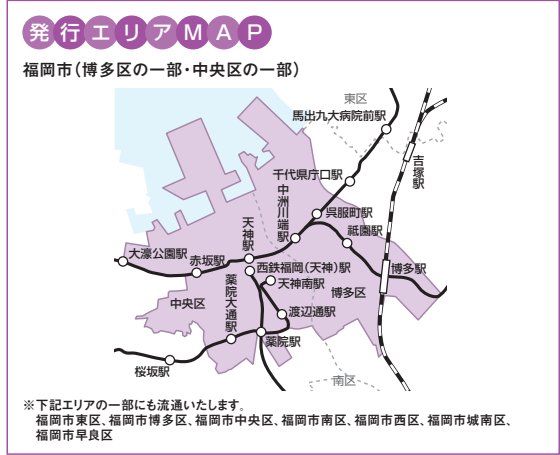 発行エリアMAP
福岡市（博多区の一部・中央区の一部）
東区
馬出九大病院前駅
吉塚駅
千代県庁口駅
中洲川端駅
呉服町駅
祇園駅
天神駅
大濠公園駅
赤坂駅
西鉄福岡（天神）駅
博多駅
天神南駅
中央区
薬院大通駅
博多区
渡辺通駅
薬院駅
桜坂駅
南区
※下記エリアの一部にも流通いたします。
福岡市東区、福岡市博多区、福岡市中央区、福岡市南区、福岡市西区、福岡市城南区、
福岡市早良区